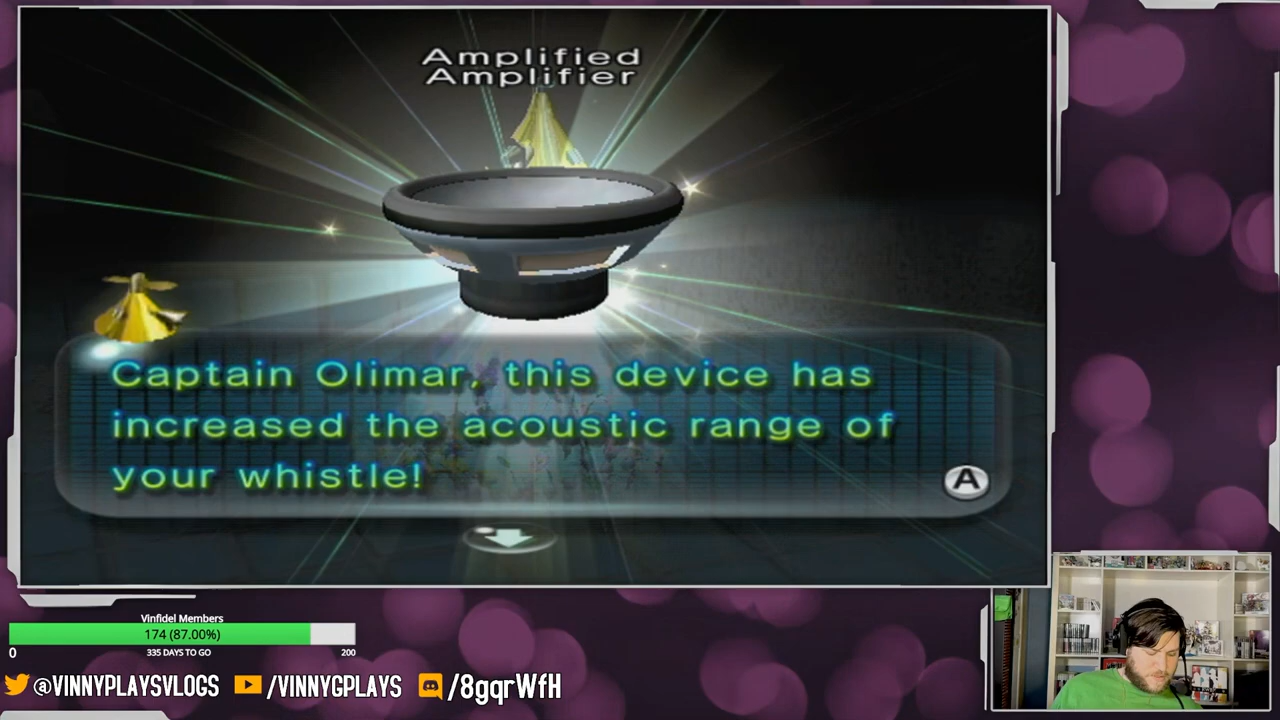 Amplified
Amplifier
Captain Olimar, this device has
increased the acoustic range of
your whistle!
A
Vinfidel Members
174 (87.00%)
0
335 DAYS TO GO
200
@VINNYPLAYSVLOGS
/VINNYGPLAYS
/8gqrWfH